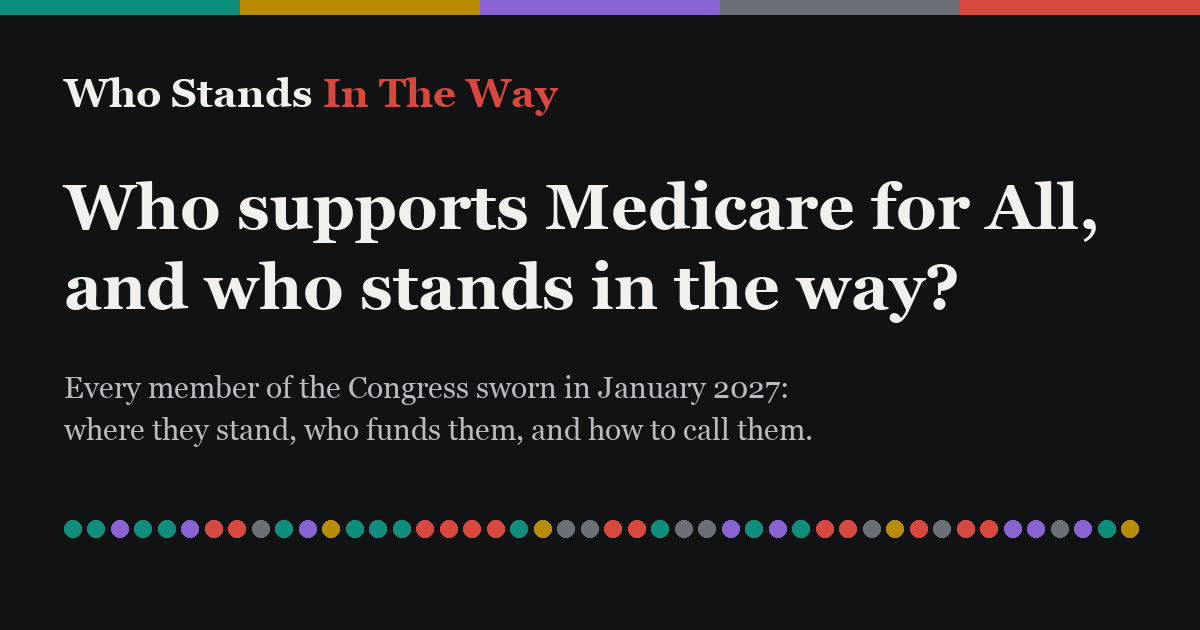 Who Stands In The Way
Who supports Medicare for All,
and who stands in the way?
Every member of the Congress sworn in January 2027:
where they stand, who funds them, and how to call them.